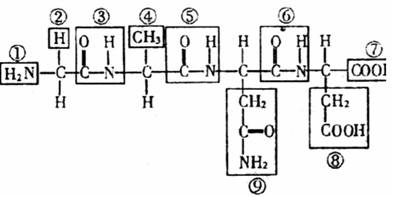 ② ③ ④ ⑤ ⑥
H O H CH₃ O H H O H H ⑦
①
H₂N C C N C C N C C N C COOH
H H CH₂ CH₂
C O COOH
NH₂ ⑧
⑨